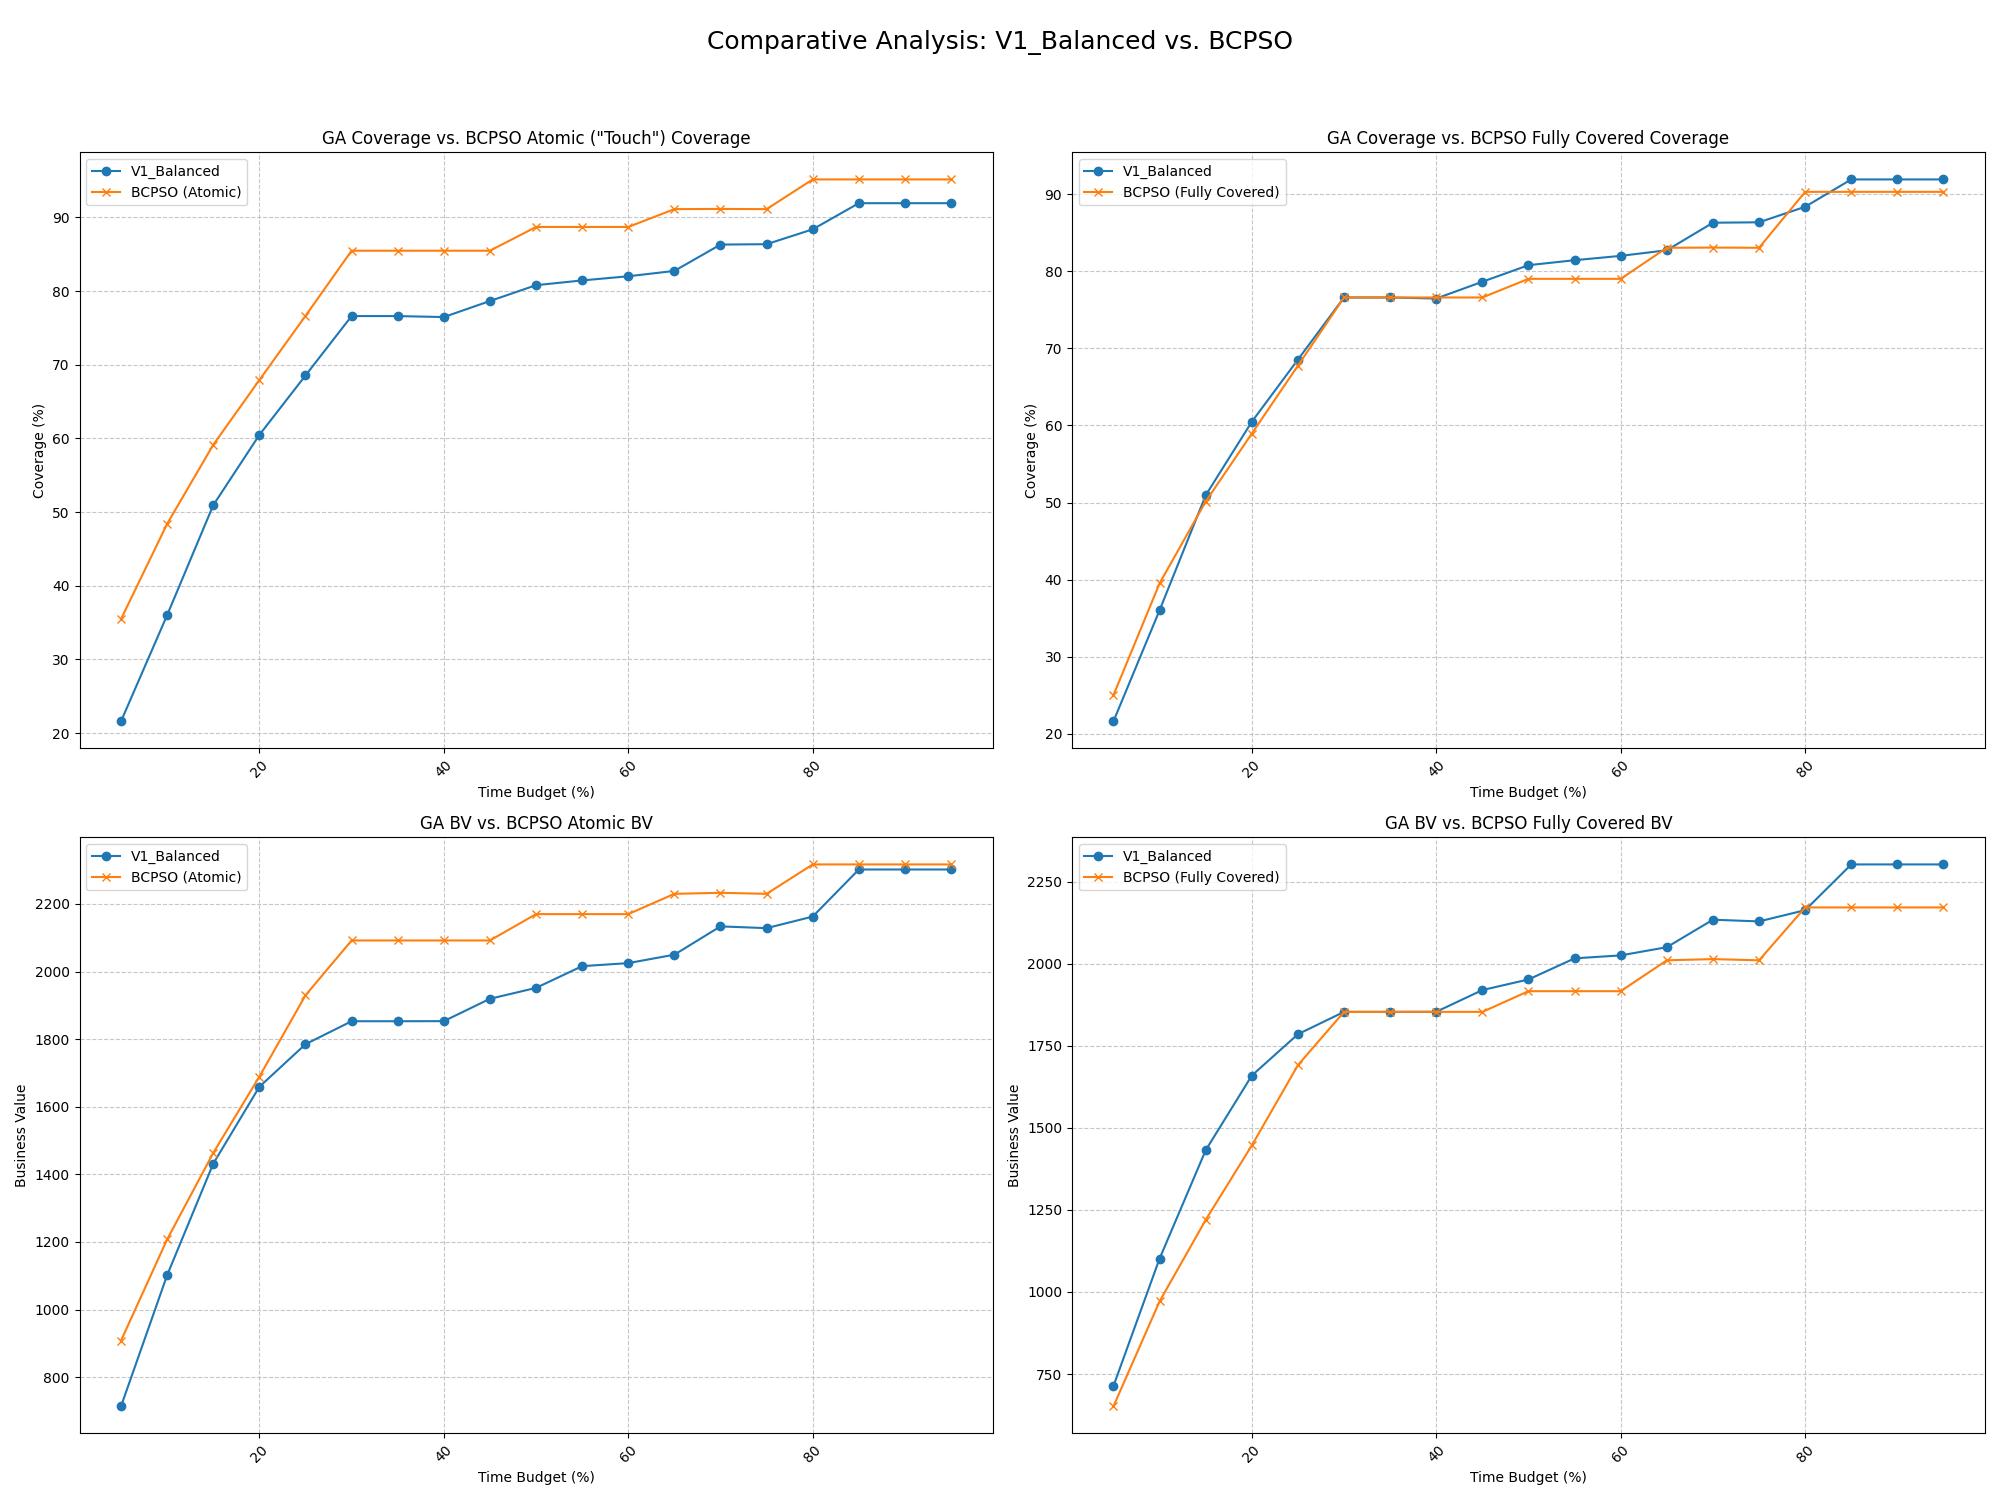 Comparative Analysis: V1_Balanced vs. BCPSO
GA Coverage vs. BCPSO Atomic ("Touch") Coverage
V1_Balanced
BCPSO (Atomic)
90
80
70
60
50
40
30
20
Coverage (%)
20
40
60
80
Time Budget (%)
GA Coverage vs. BCPSO Fully Covered Coverage
V1_Balanced
BCPSO (Fully Covered)
90
80
70
60
50
40
30
20
Coverage (%)
20
40
60
80
Time Budget (%)
GA BV vs. BCPSO Atomic BV
V1_Balanced
BCPSO (Atomic)
2200
2000
1800
1600
1400
1200
1000
800
Business Value
20
40
60
80
Time Budget (%)
GA BV vs. BCPSO Fully Covered BV
V1_Balanced
BCPSO (Fully Covered)
2250
2000
1750
1500
1250
1000
750
Business Value
20
40
60
80
Time Budget (%)